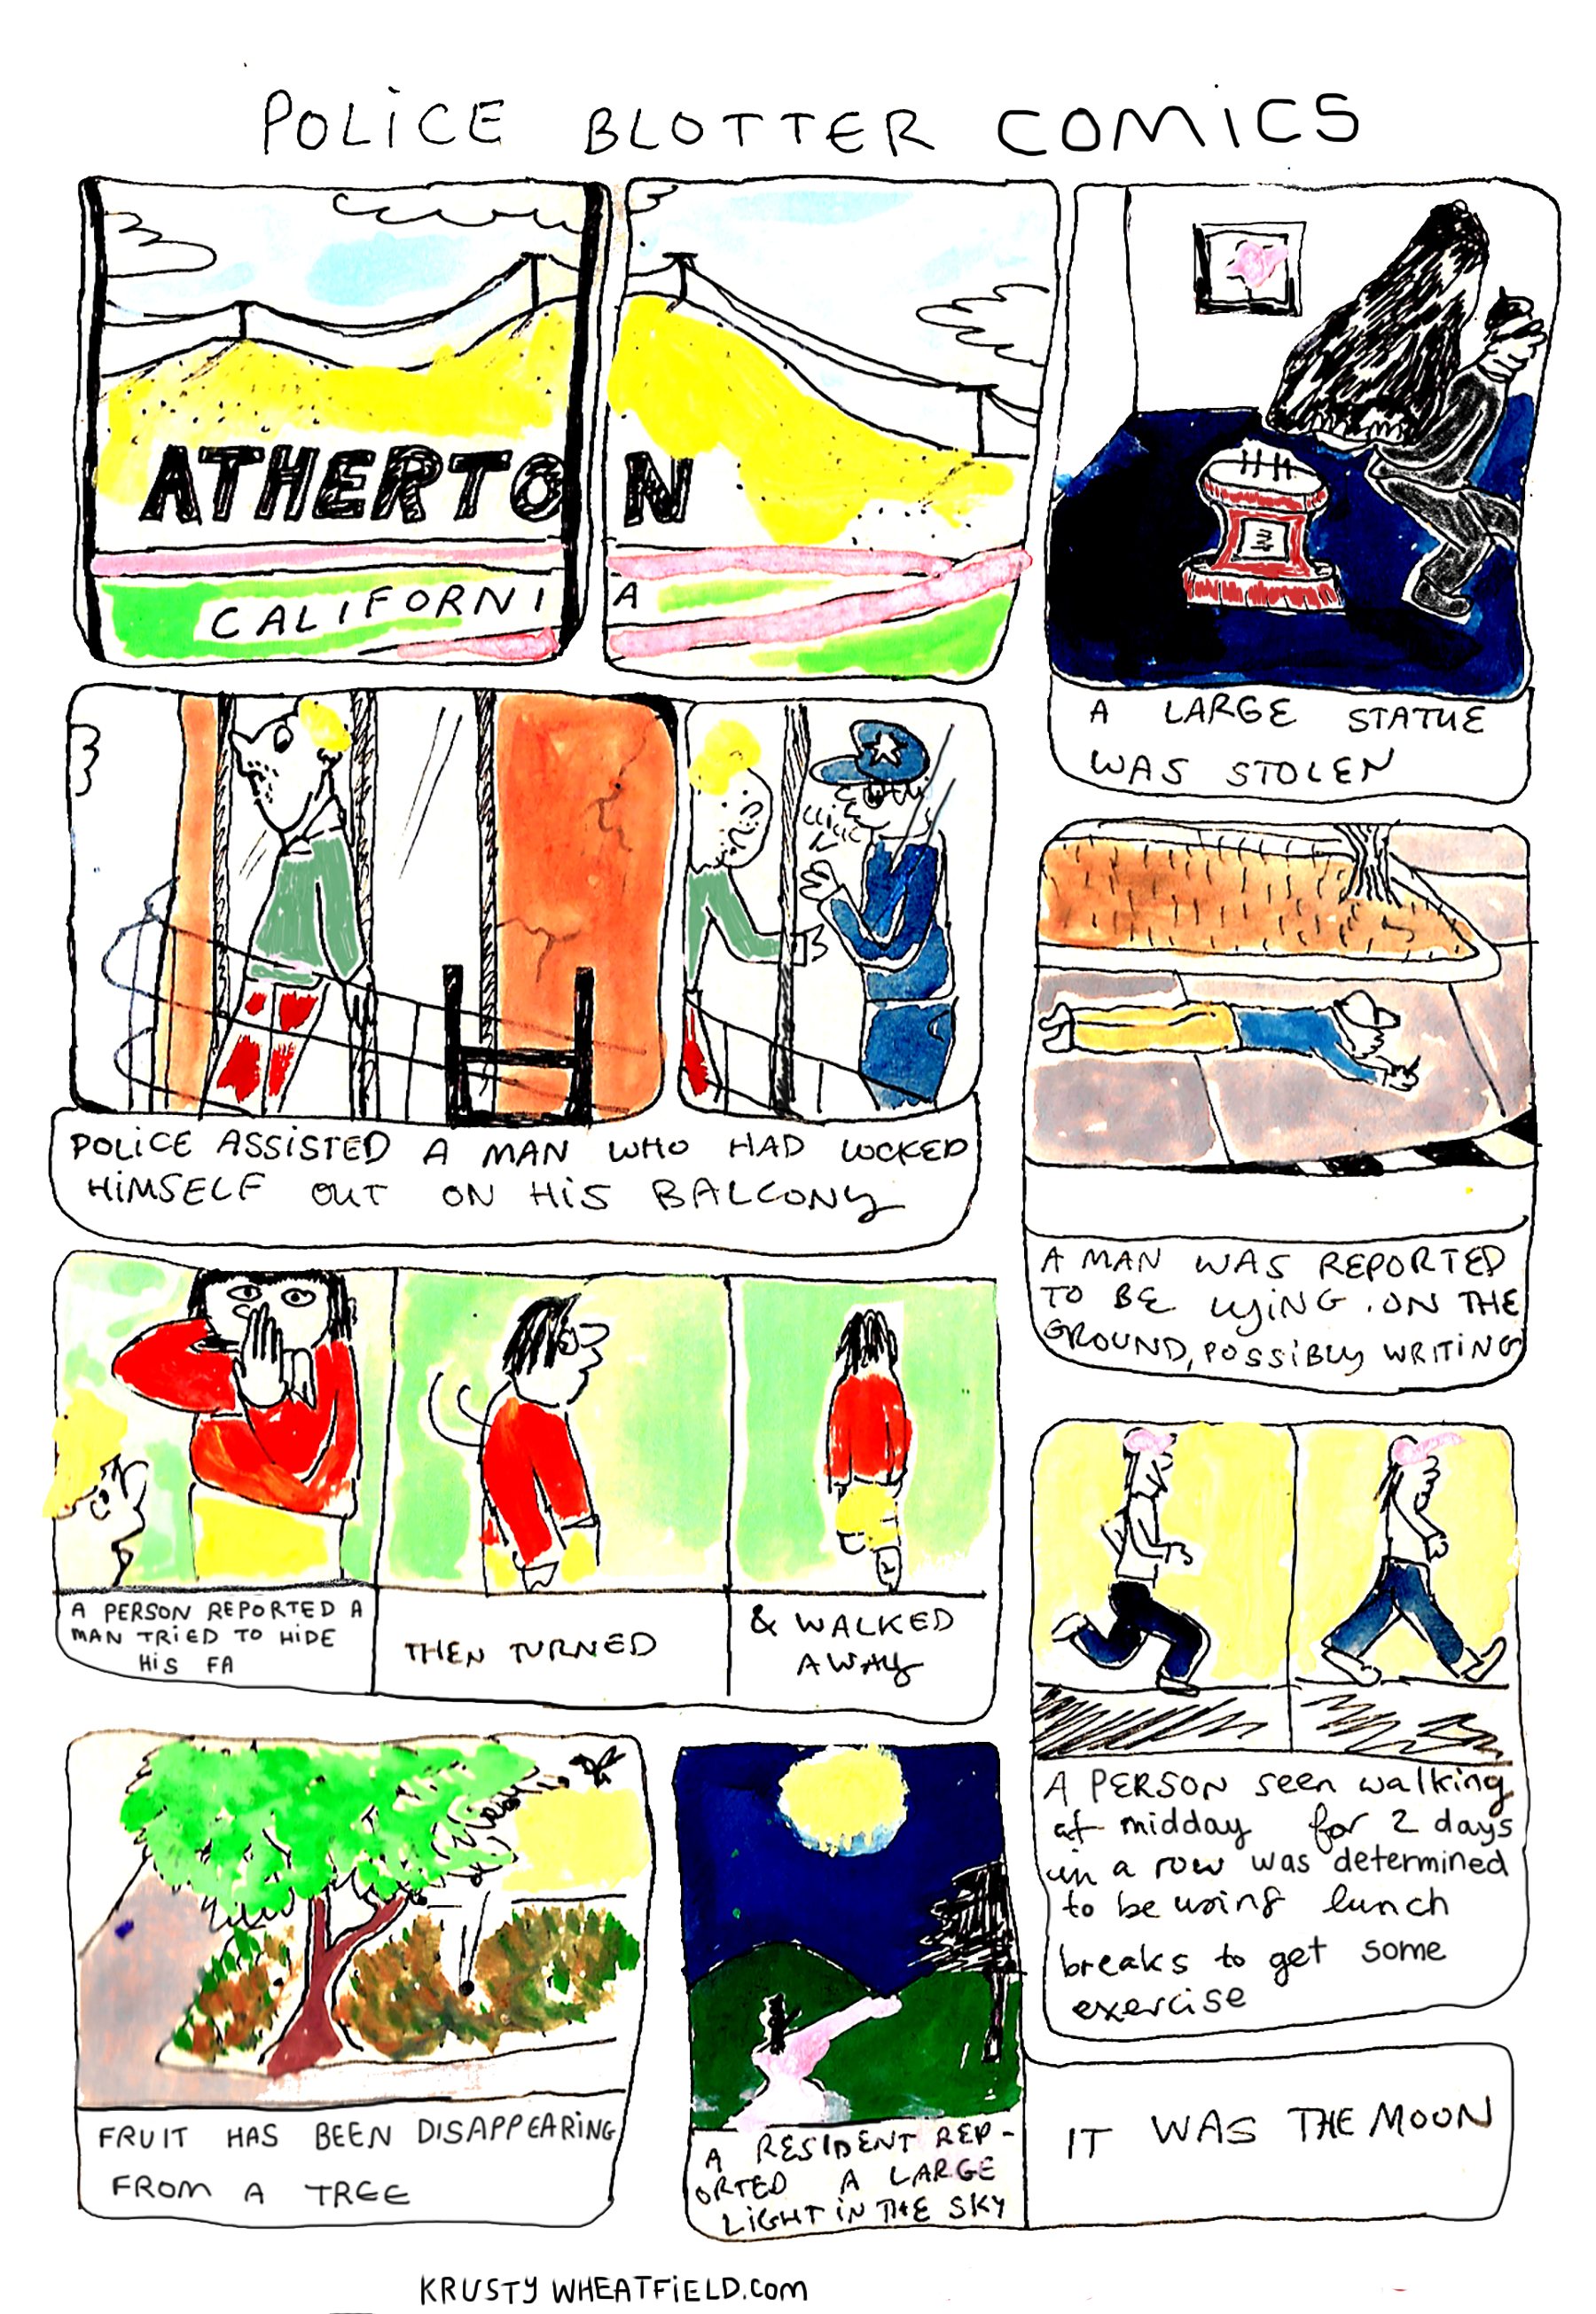 POLICE BLOTTER COMICS
ATHERTON
CALIFORNIA
A LARGE STATUE
WAS STOLEN
CLICK
POLICE ASSISTED A MAN WHO HAD LOCKED
HIMSELF OUT ON HIS BALCONY
A MAN WAS REPORTED
TO BE LYING ON THE
GROUND, POSSIBLY WRITING
A PERSON REPORTED A
MAN TRIED TO HIDE
HIS FA
THEN TURNED
& WALKED
AWAY
A PERSON seen walking
at midday for 2 days
in a row was determined
to be using lunch
breaks to get some
exercise
FRUIT HAS BEEN DISAPPEARING
FROM A TREE
A RESIDENT REP-
ORTED A LARGE
LIGHT IN THE SKY
IT WAS THE MOON
KRUSTY WHEATFIELD.COM